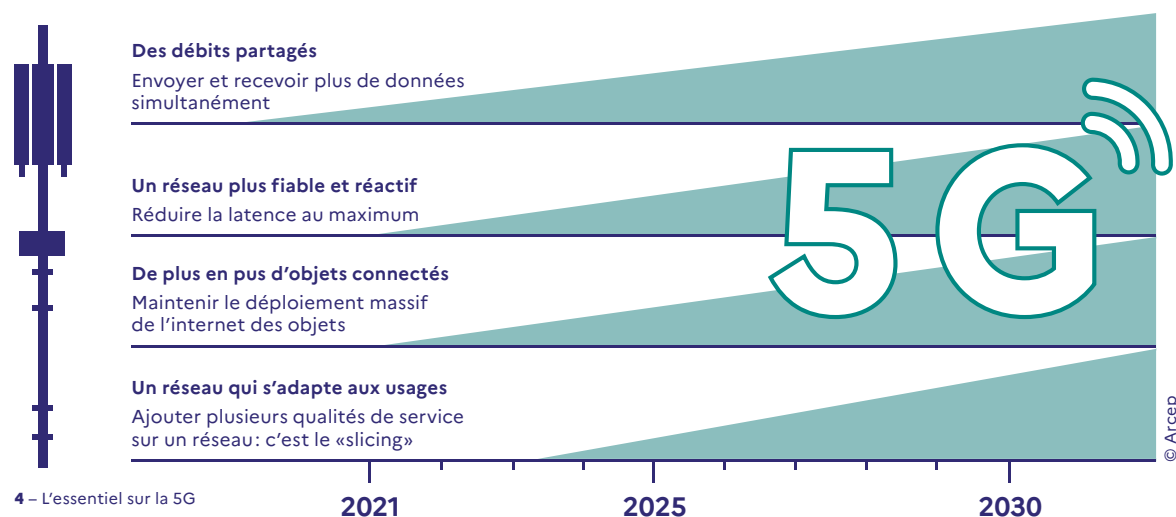 Des débits partagés
Envoyer et recevoir plus de données
simultanément
Un réseau plus fiable et réactif
Réduire la latence au maximum
De plus en pus d'objets connectés
Maintenir le déploiement massif
de l'internet des objets
Un réseau qui s'adapte aux usages
Ajouter plusieurs qualités de service
sur un réseau : c'est le «slicing»
5G
© Arcep
2021 2025 2030
4 – L'essentiel sur la 5G